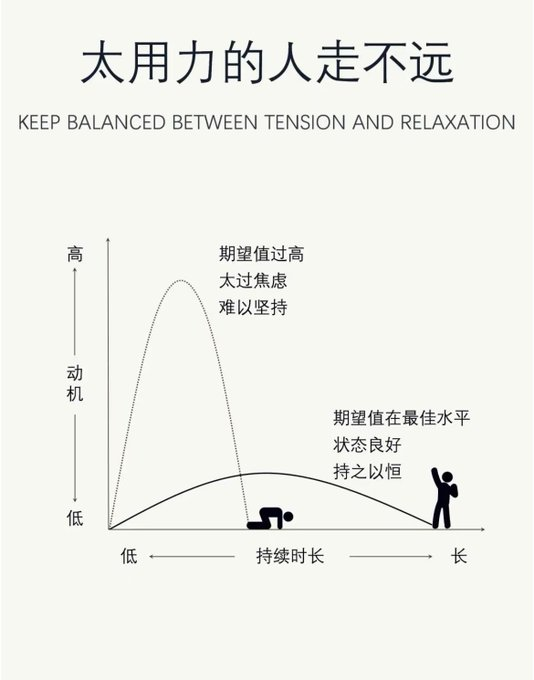 太用力的人走不远
KEEP BALANCED BETWEEN TENSION AND RELAXATION
高
期望值过高
太过焦虑
难以坚持
动
机
期望值在最佳水平
状态良好
持之以恒
低
低
持续时长
长